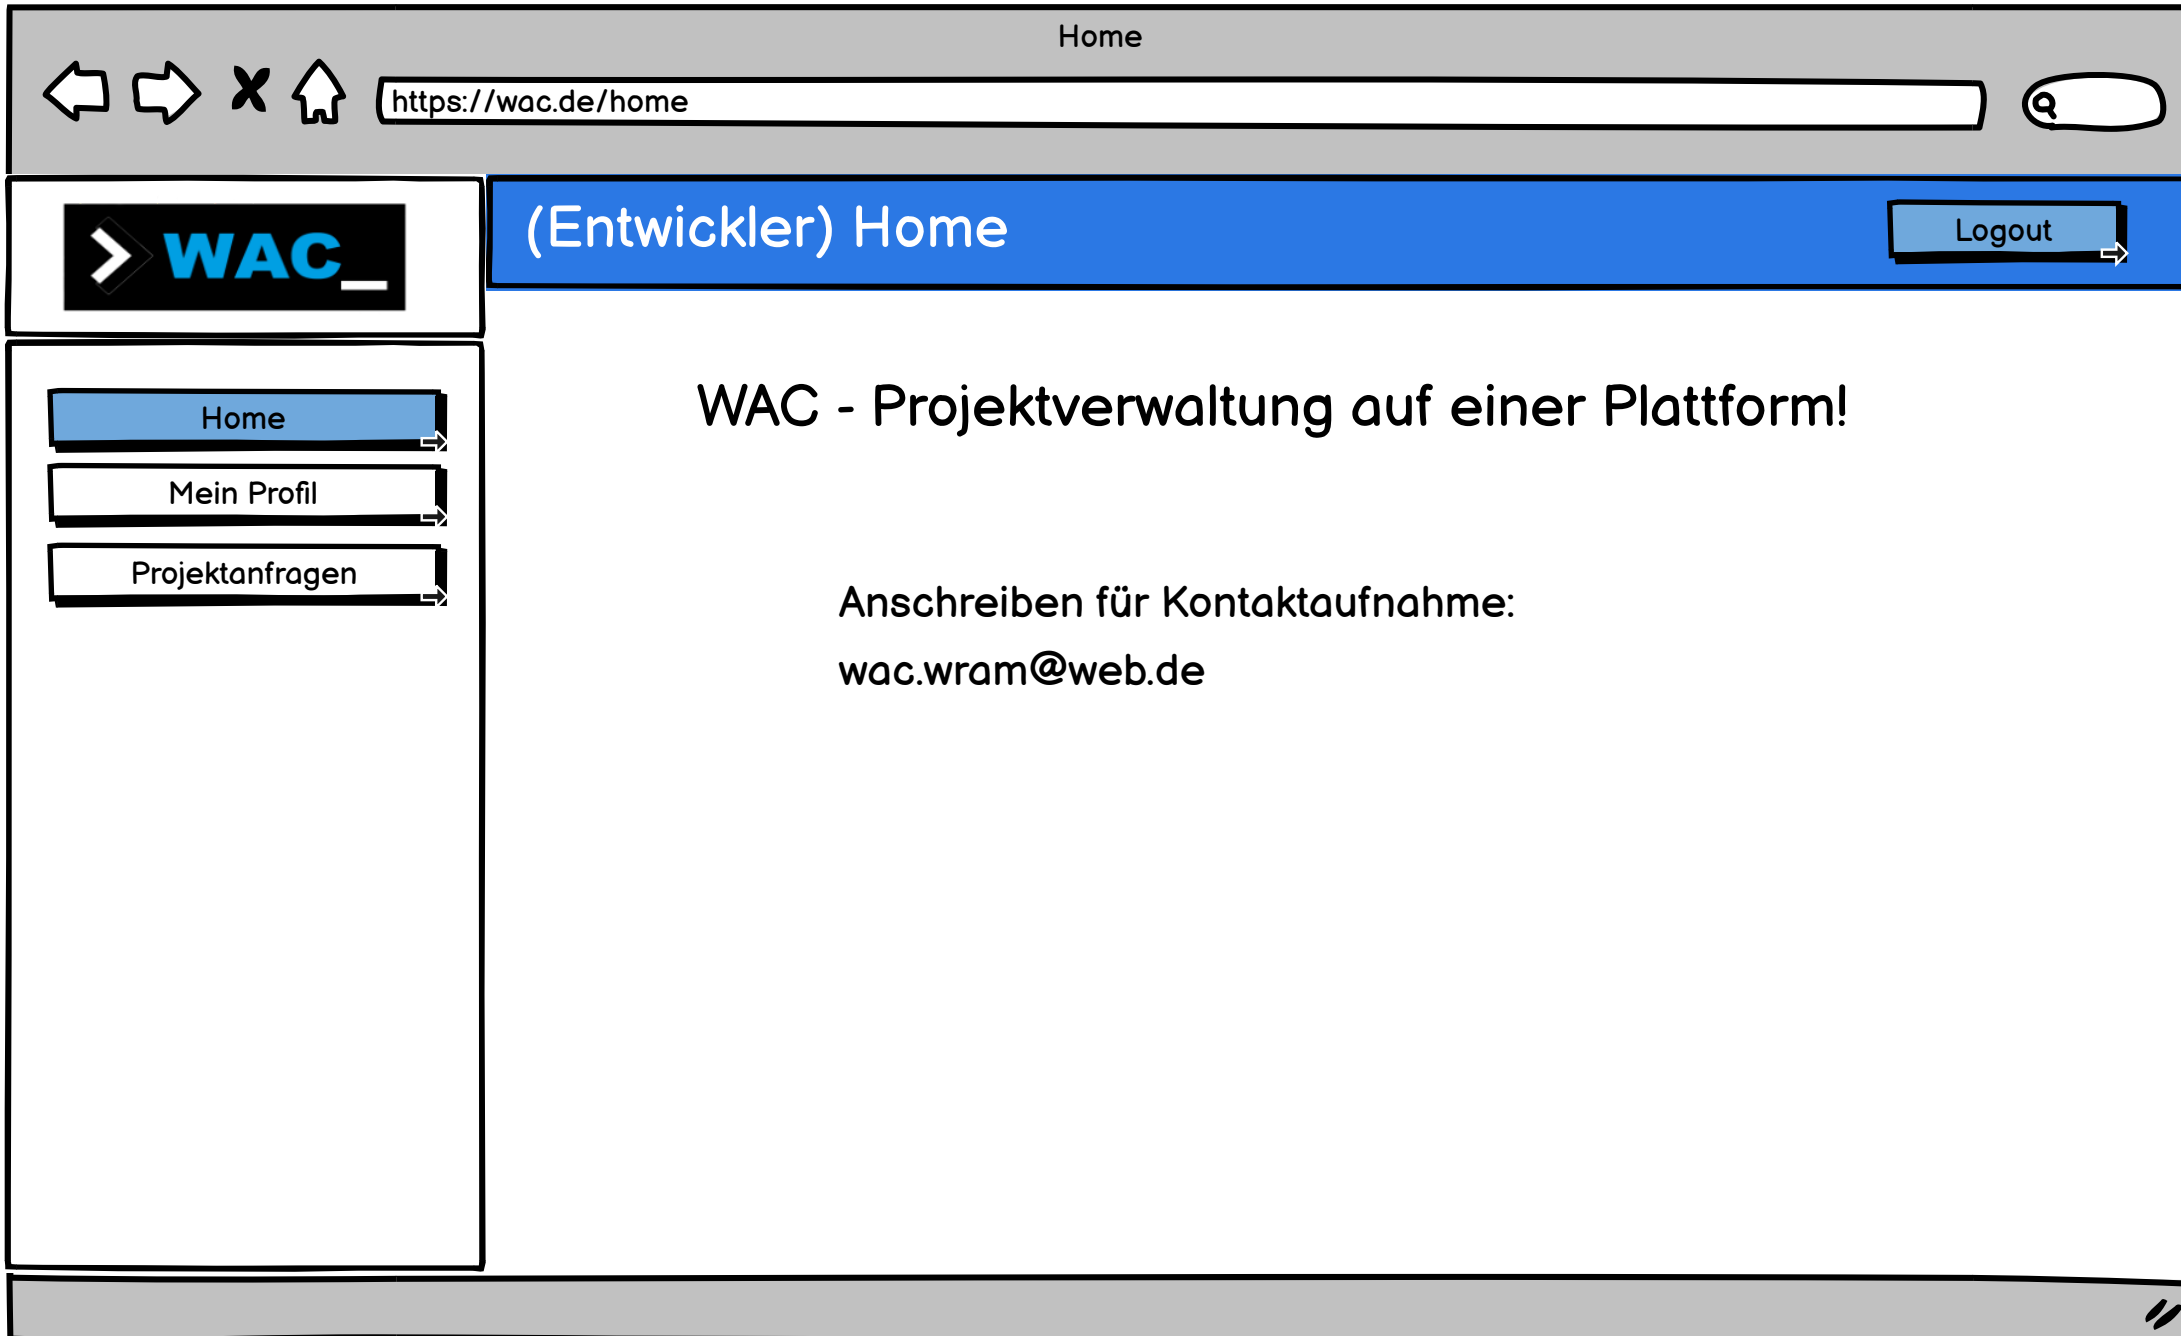 Home
https://wac.de/home
WAC_
(Entwickler) Home
Logout
Home
Mein Profil
Projektanfragen
WAC - Projektverwaltung auf einer Plattform!
Anschreiben für Kontaktaufnahme:
wac.wram@web.de